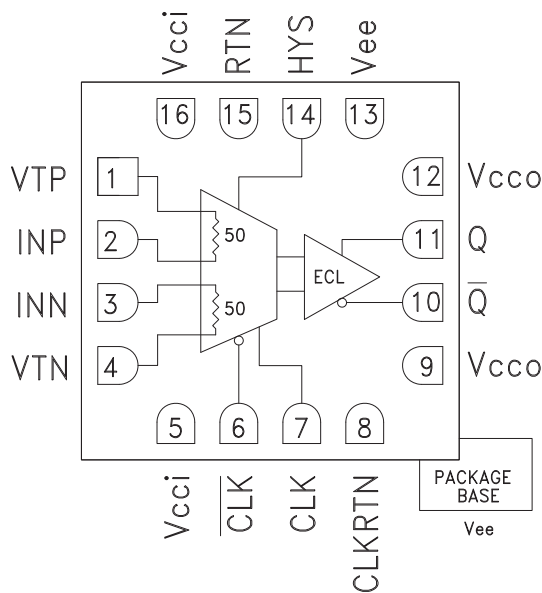 Vcci
RTN
HYS
Vee
16
15
14
13
VTP
1
12
Vcco
INP
2
50
11
Q
ECL
INN
3
50
10
Q̅
VTN
4
9
Vcco
5
6
7
8
Vcci
C̅L̅K̅
CLK
CLKRTN
PACKAGE
BASE
Vee